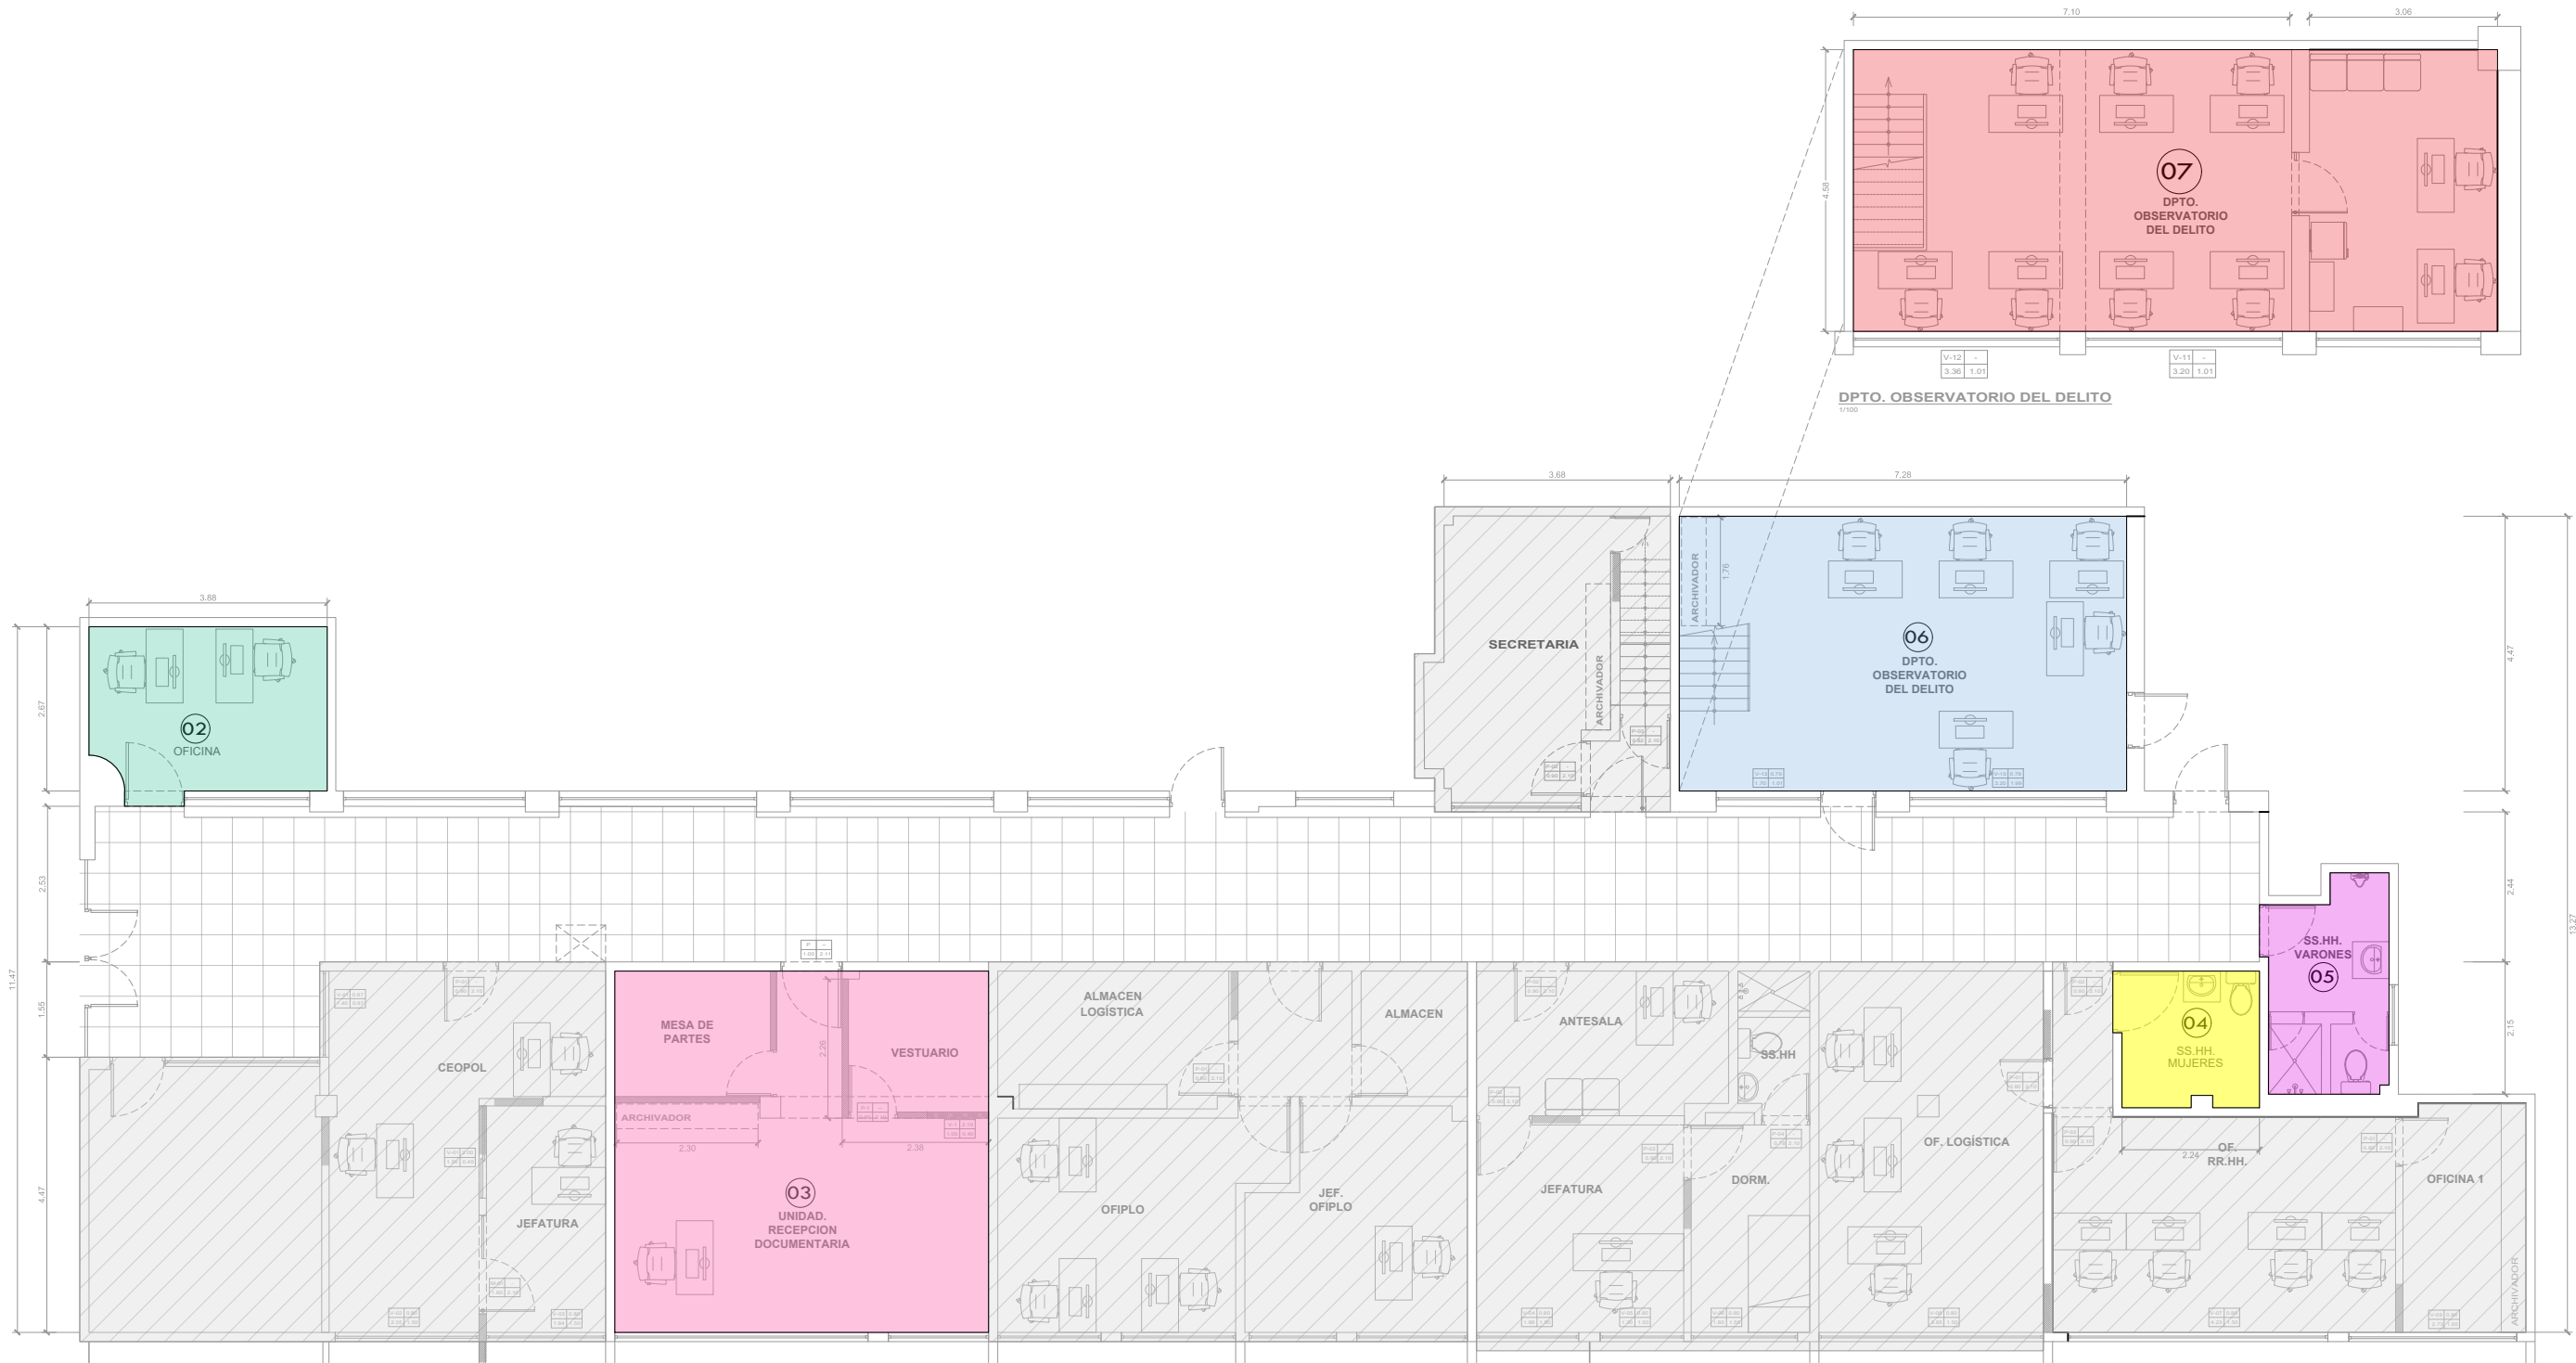 7.10
3.06
4.58
07
DPTO.
OBSERVATORIO
DEL DELITO
V-12 -
3.36 1.01
V-11 -
3.20 1.01
DPTO. OBSERVATORIO DEL DELITO
1/100
3.68
7.28
SECRETARIA
ARCHIVADOR
ARCHIVADOR
1.76
06
DPTO.
OBSERVATORIO
DEL DELITO
4.47
13.27
3.88
2.67
02
OFICINA
11.47
2.53
1.55
4.47
2.44
2.15
SS.HH.
VARONES
05
04
SS.HH.
MUJERES
CEOPOL
JEFATURA
MESA DE
PARTES
VESTUARIO
2.26
ARCHIVADOR
2.30
2.38
03
UNIDAD.
RECEPCION
DOCUMENTARIA
ALMACEN
LOGÍSTICA
ALMACEN
OFIPLO
JEF.
OFIPLO
ANTESALA
SS.HH
JEFATURA
DORM.
OF. LOGÍSTICA
2.24
OF.
RR.HH.
OFICINA 1
ARCHIVADOR